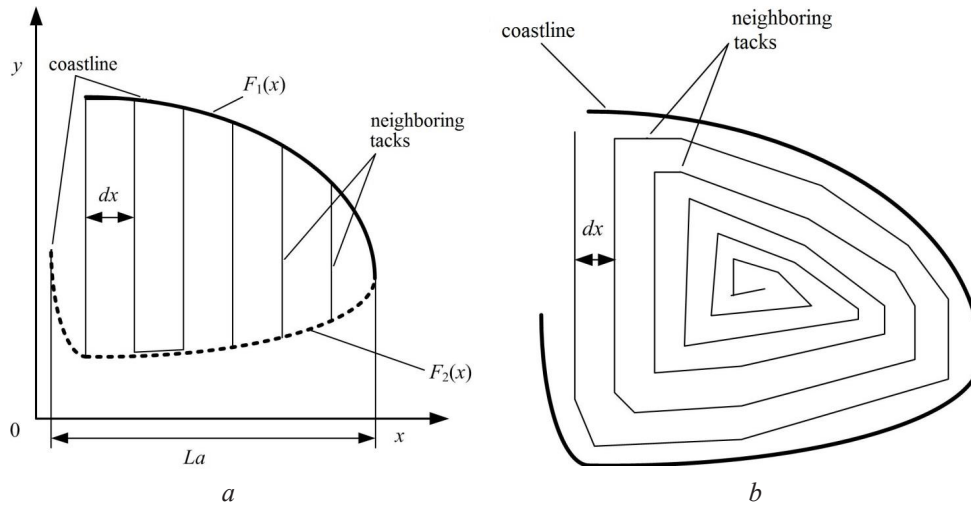 y
coastline
F₁(x)
neighboring
tacks
dx
F₂(x)
0
x
La
a
coastline
neighboring
tacks
dx
b